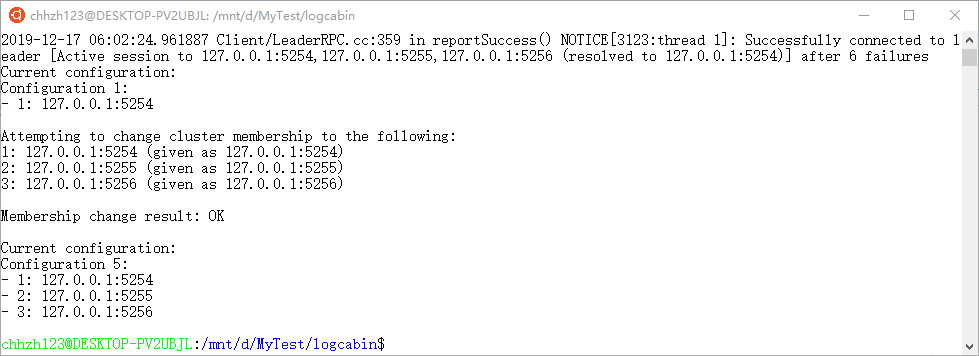 chhzh123@DESKTOP-PV2UBJL: /mnt/d/MyTest/logcabin
2019-12-17 06:02:24.961887 Client/LeaderRPC.cc:359 in reportSuccess() NOTICE[3123:thread 1]: Successfully connected to l
eader [Active session to 127.0.0.1:5254,127.0.0.1:5255,127.0.0.1:5256 (resolved to 127.0.0.1:5254)] after 6 failures
Current configuration:
Configuration 1:
- 1: 127.0.0.1:5254
Attempting to change cluster membership to the following:
1: 127.0.0.1:5254 (given as 127.0.0.1:5254)
2: 127.0.0.1:5255 (given as 127.0.0.1:5255)
3: 127.0.0.1:5256 (given as 127.0.0.1:5256)
Membership change result: OK
Current configuration:
Configuration 5:
- 1: 127.0.0.1:5254
- 2: 127.0.0.1:5255
- 3: 127.0.0.1:5256
chhzh123@DESKTOP-PV2UBJL:/mnt/d/MyTest/logcabin$